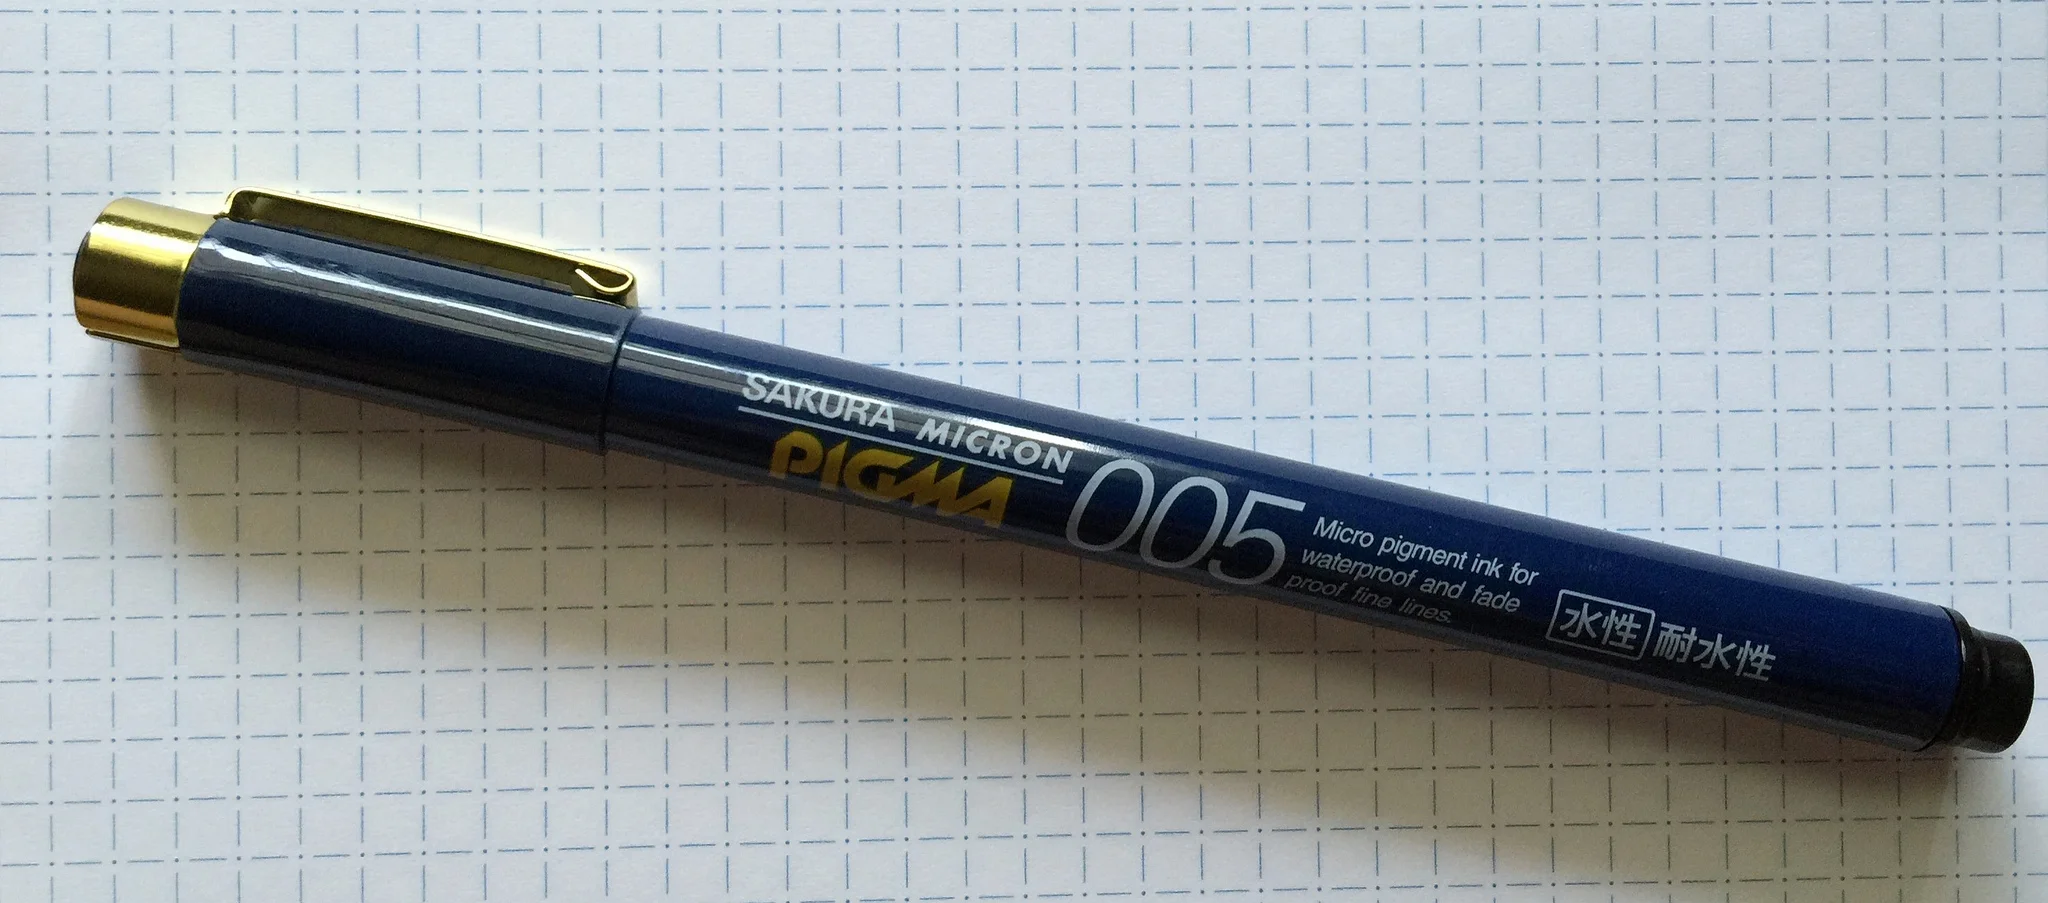 SAKURA MICRON
PIGMA
005
Micro pigment ink for
waterproof and fade
proof fine lines.
水性 耐水性